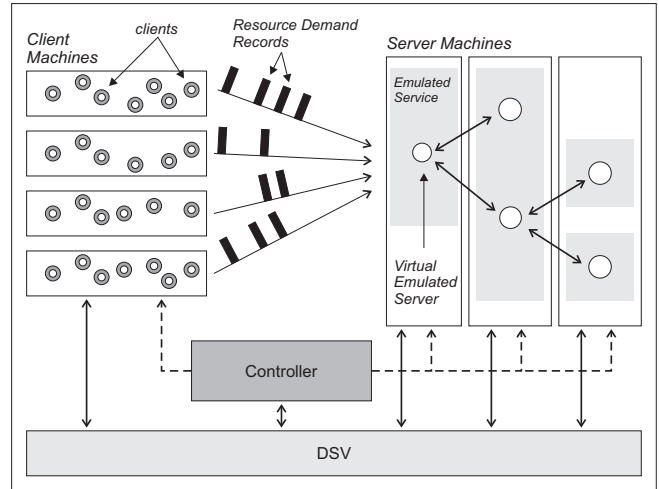 Client
Machines
clients
Resource Demand
Records
Server Machines
Emulated
Service
Virtual
Emulated
Server
Controller
DSV